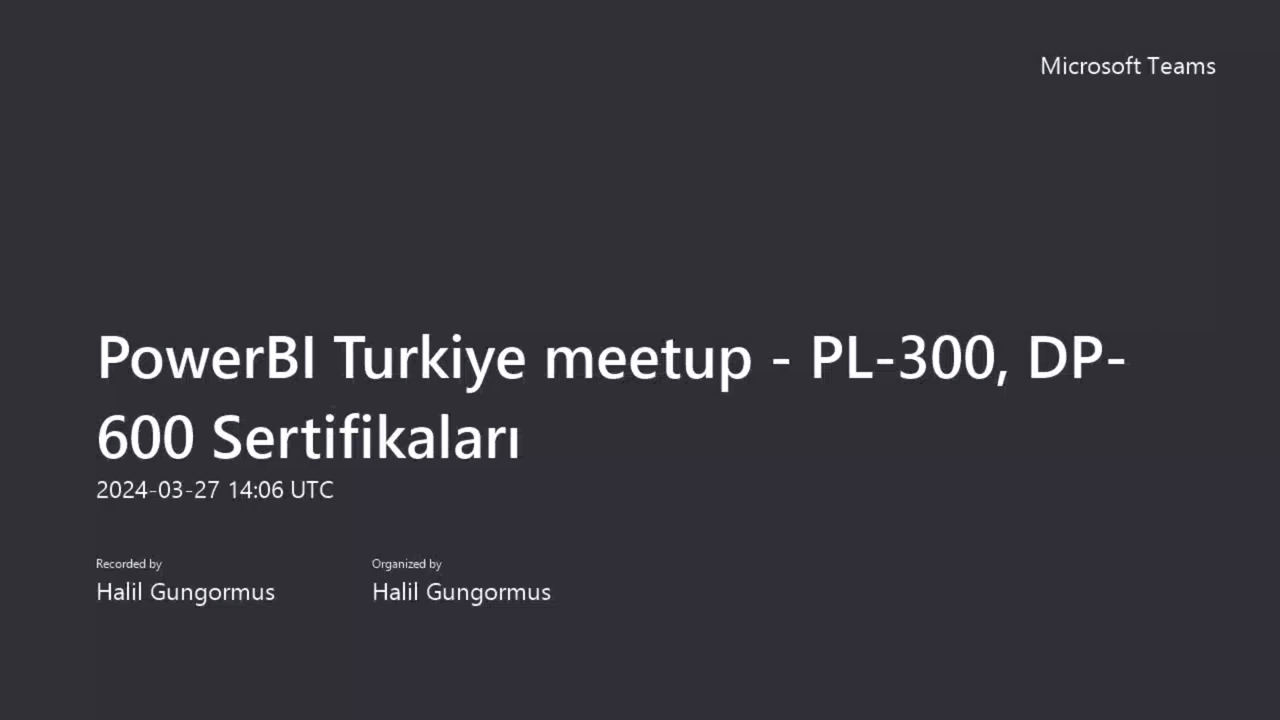 Microsoft Teams
PowerBI Turkiye meetup - PL-300, DP-
600 Sertifikaları
2024-03-27 14:06 UTC
Recorded by
Halil Gungormus
Organized by
Halil Gungormus